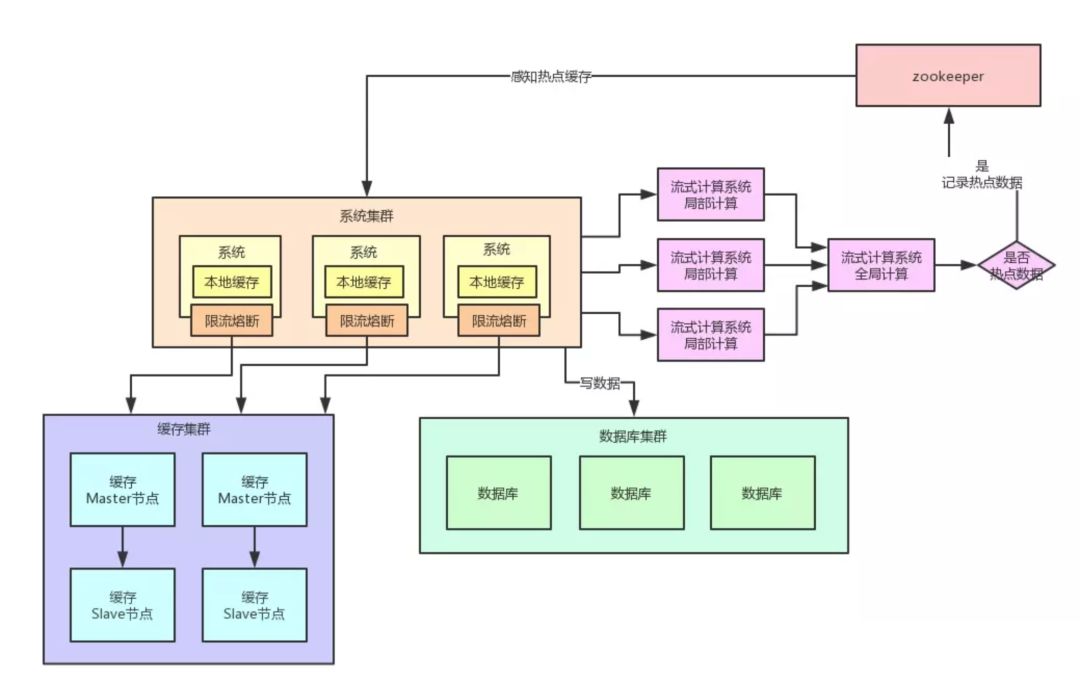 感知热点缓存
zookeeper
是
记录热点数据
系统集群
系统
系统
系统
本地缓存
本地缓存
本地缓存
限流熔断
限流熔断
限流熔断
流式计算系统
局部计算
流式计算系统
局部计算
流式计算系统
局部计算
流式计算系统
全局计算
是否
热点数据
写数据
缓存集群
缓存
Master节点
缓存
Master节点
缓存
Slave节点
缓存
Slave节点
数据库集群
数据库
数据库
数据库